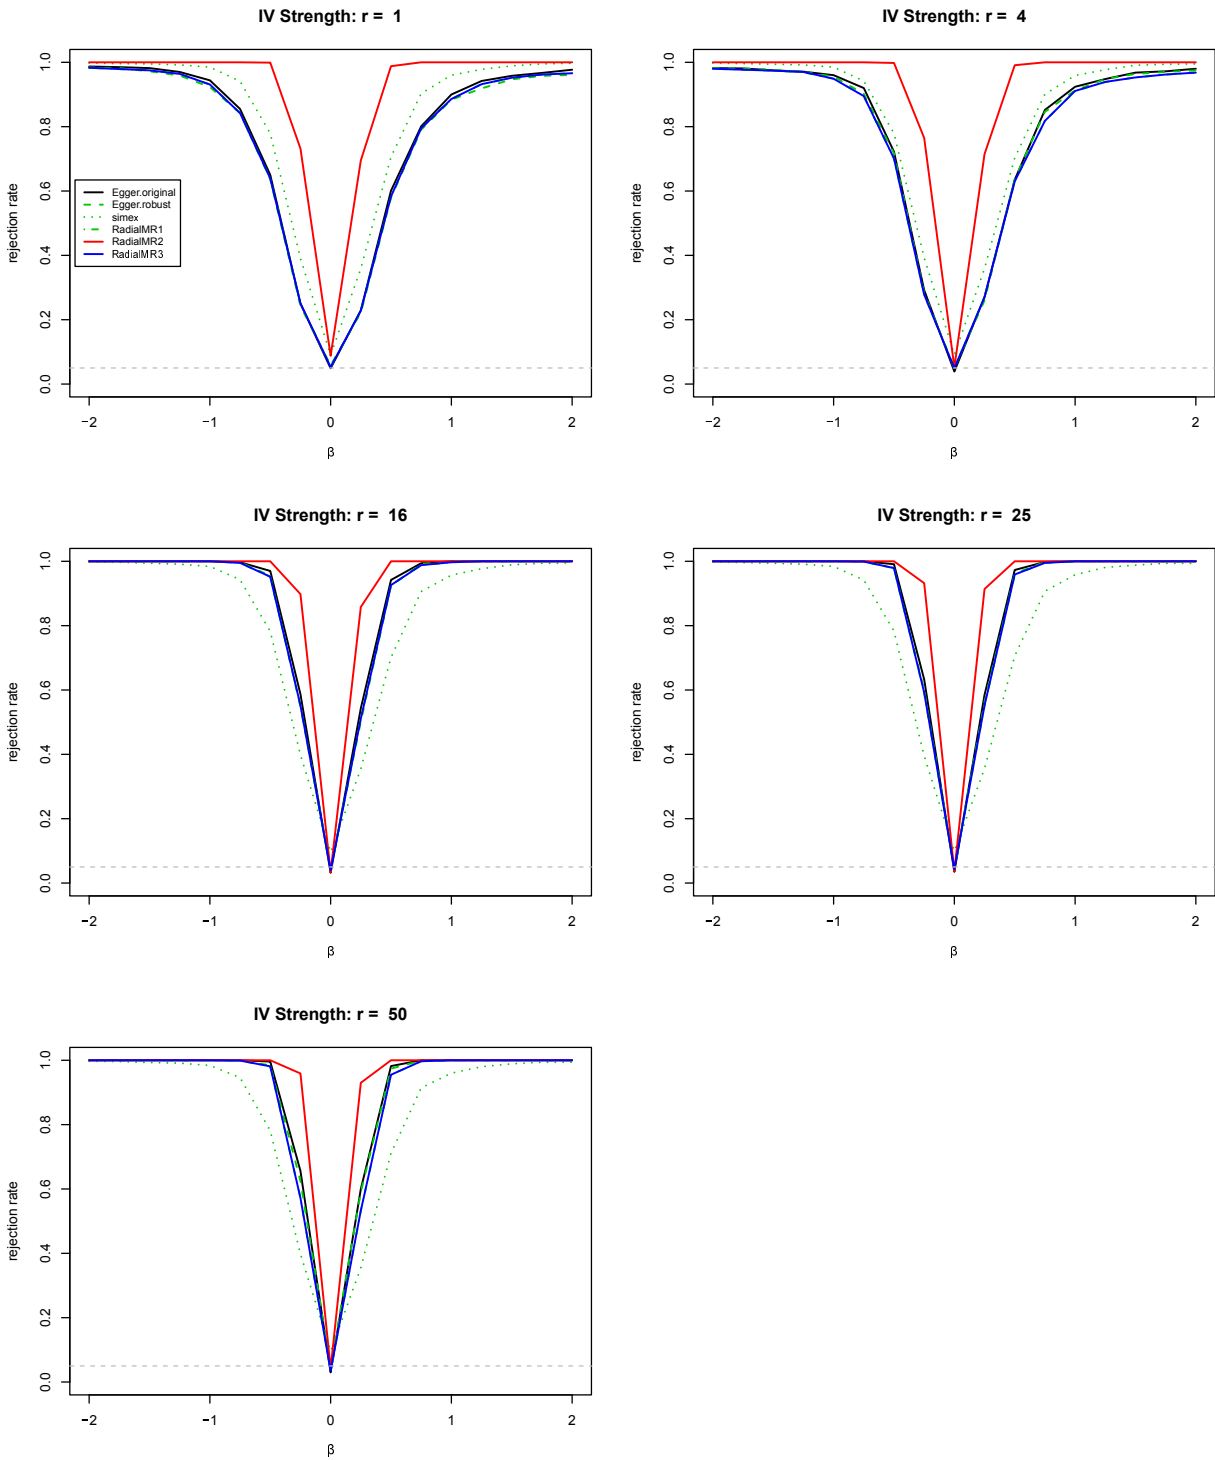 IV Strength: r = 1
1.0
0.8
0.6
0.4
0.2
0.0
rejection rate
Egger.original
Egger.robust
simex
RadialMR1
RadialMR2
RadialMR3
−2 −1 0 1 2
β
IV Strength: r = 4
1.0
0.8
0.6
0.4
0.2
0.0
rejection rate
−2 −1 0 1 2
β
IV Strength: r = 16
1.0
0.8
0.6
0.4
0.2
0.0
rejection rate
−2 −1 0 1 2
β
IV Strength: r = 25
1.0
0.8
0.6
0.4
0.2
0.0
rejection rate
−2 −1 0 1 2
β
IV Strength: r = 50
1.0
0.8
0.6
0.4
0.2
0.0
rejection rate
−2 −1 0 1 2
β